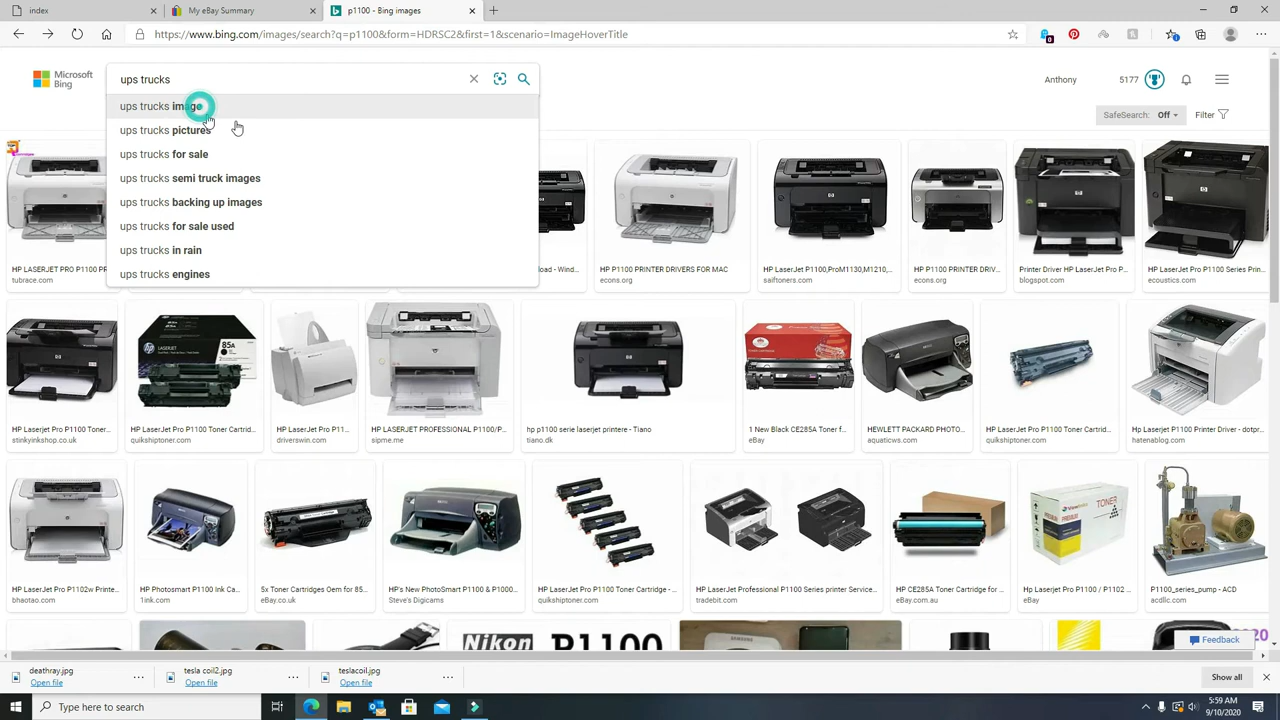 index
My eBay Summary
p1100 - Bing images
https://www.bing.com/images/search?q=p1100&form=HDRSC2&first=1&scenario=ImageHoverTitle
Microsoft
Bing
ups trucks
Anthony
5177
ups trucks image
ups trucks pictures
ups trucks for sale
ups trucks semi truck images
ups trucks backing up images
ups trucks for sale used
ups trucks in rain
ups trucks engines
SafeSearch: Off
Filter
HP LASERJET PRO P1100 PR
tubrace.com
load - Wind...
HP P1100 PRINTER DRIVERS FOR MAC
econs.org
HP LaserJet P1100,ProM1130,M1210,...
saiftoners.com
HP P1100 PRINTER DRIV...
econs.org
Printer Driver HP LaserJet Pro P...
blogspot.com
HP LaserJet Pro P1100 Series Prin...
ecoustics.com
HP LaserJet Pro P1100 Toner...
stinkyinkshop.co.uk
HP LaserJet Pro P1100 Toner Cartrid...
quikshiptoner.com
HP LaserJet Pro P11...
driverswin.com
HP LASERJET PROFESSIONAL P1100/P...
sipme.me
hp p1100 serie laserjet printere - Tiano
tiano.dk
1 New Black CE285A Toner f...
eBay
HEWLETT PACKARD PHOTO...
aquaticws.com
HP LaserJet Pro P1100 Toner Cartrid...
quikshiptoner.com
Hp Laserjet P1100 Printer Driver - dotpr...
hatenablog.com
85A
HP LaserJet Pro P1102w Printe...
bhaotao.com
HP Photosmart P1100 Ink Ca...
1ink.com
5x Toner Cartridges Oem for 85...
eBay.co.uk
HP's New PhotoSmart P1100 & P1000...
Steve's Digicams
HP LaserJet Pro P1100 Toner Cartridge - ...
quikshiptoner.com
HP LaserJet Professional P1100 Series printer Service...
tradebit.com
HP CE285A Toner Cartridge for ...
eBay.com.au
Hp Laserjet Pro P1100 / P1102 ...
eBay
P1100_series_pump - ACD
acdllc.com
TONER
Nikon P1100
Feedback
2020
deathray.jpg
Open file
tesla coil2.jpg
Open file
teslacoil.jpg
Open file
Show all
Type here to search
5:59 AM
9/10/2020